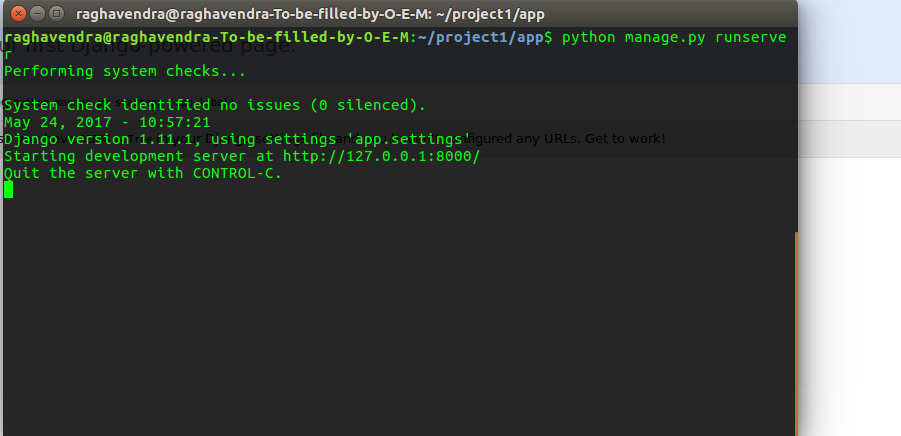 raghavendra@raghavendra-To-be-filled-by-O-E-M: ~/project1/app
raghavendra@raghavendra-To-be-filled-by-O-E-M:~/project1/app$ python manage.py runserve
r
ur first Django-powered page.
Performing system checks...
System check identified no issues (0 silenced).
May 24, 2017 - 10:57:21
Django version 1.11.1, using settings 'app.settings'
figured any URLs. Get to work!
Starting development server at http://127.0.0.1:8000/
Quit the server with CONTROL-C.